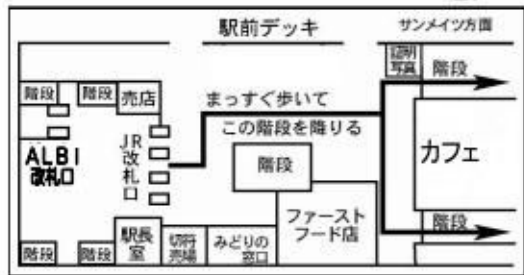 駅前デッキ
サンメイツ方面
証明
写真
階段
階段
階段
売店
まっすぐ歩いて
この階段を降りる
ALBI
改札口
JR
改札口
階段
カフェ
階段
ファースト
フード店
駅長
室
切符
売場
みどりの
窓口
階段
階段